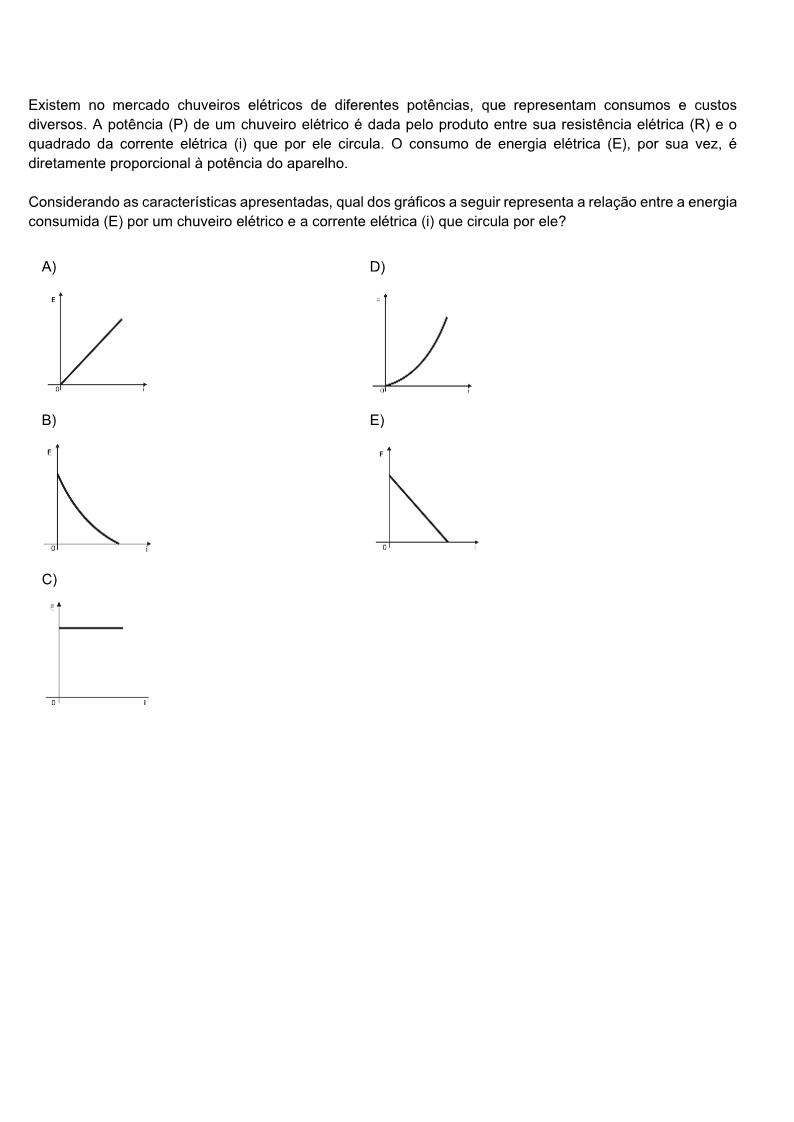 Existem no mercado chuveiros elétricos de diferentes potências, que representam consumos e custos
diversos. A potência (P) de um chuveiro elétrico é dada pelo produto entre sua resistência elétrica (R) e o
quadrado da corrente elétrica (i) que por ele circula. O consumo de energia elétrica (E), por sua vez, é
diretamente proporcional à potência do aparelho.
Considerando as características apresentadas, qual dos gráficos a seguir representa a relação entre a energia
consumida (E) por um chuveiro elétrico e a corrente elétrica (i) que circula por ele?
A)
E
0
i
B)
E
0
i
C)
0
i
D)
0
i
E)
0